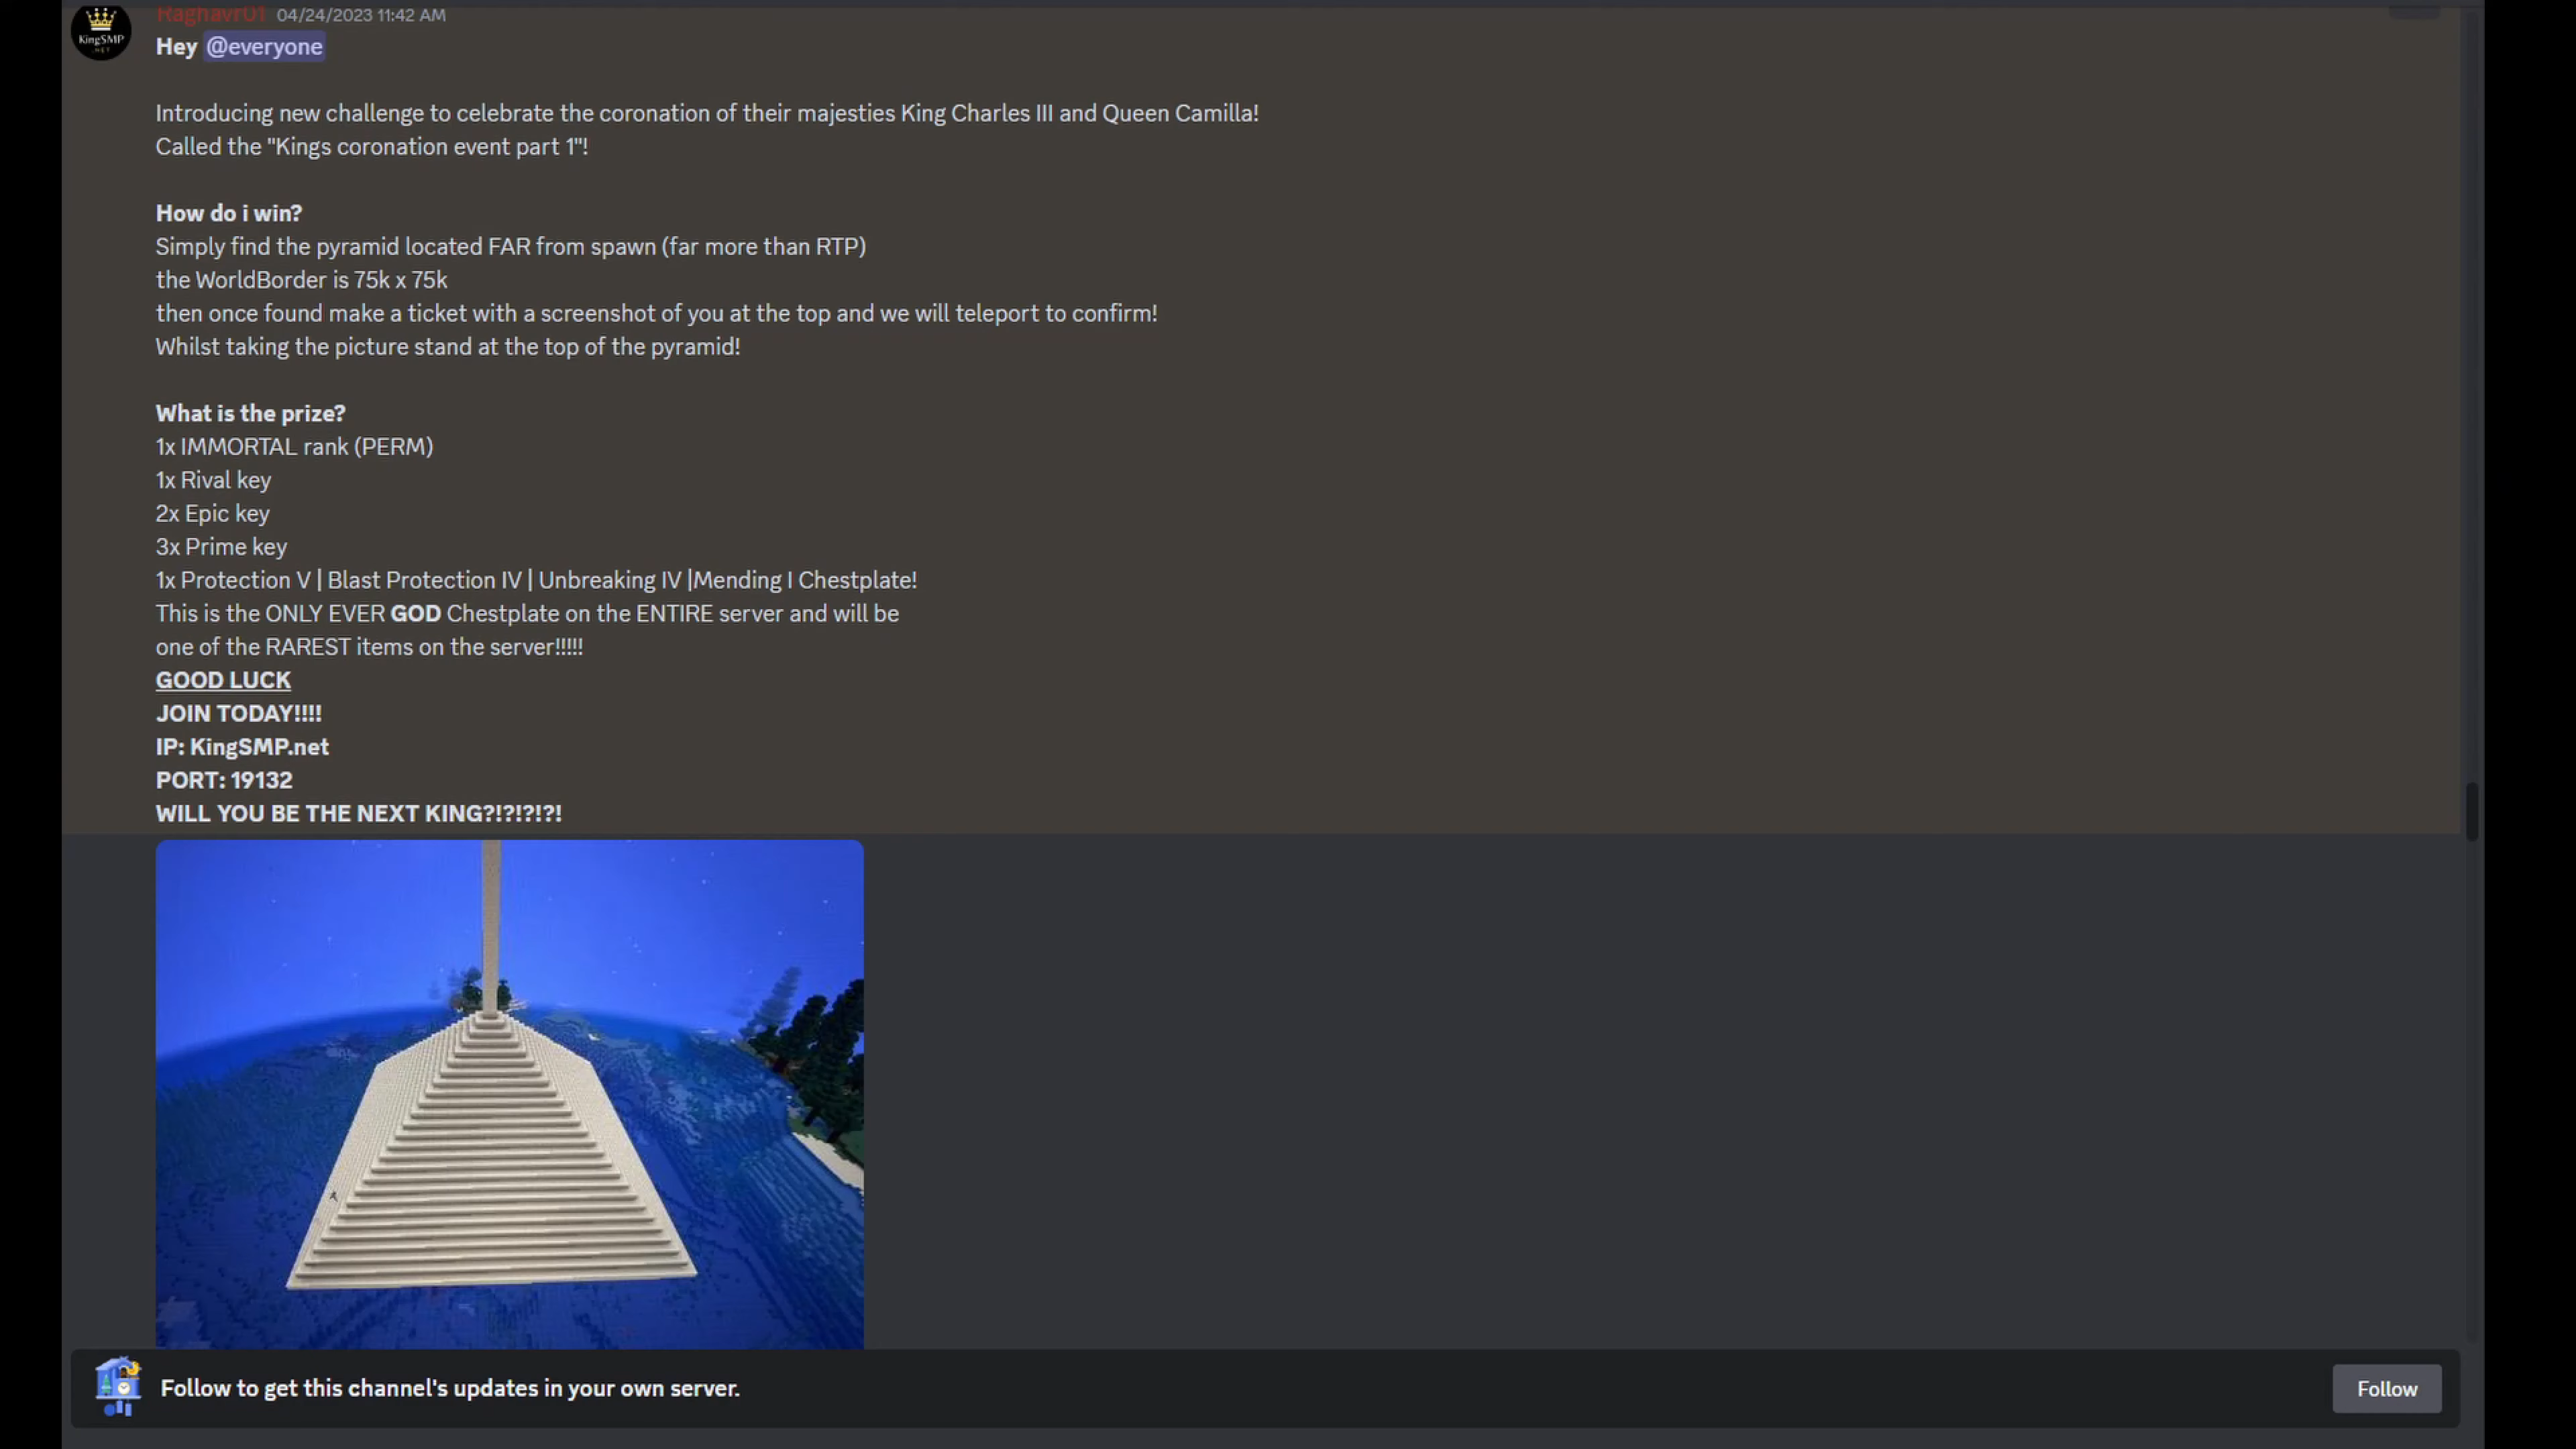 Raghavr01 04/24/2023 11:42 AM
KingSMP
.NET
Hey @everyone
Introducing new challenge to celebrate the coronation of their majesties King Charles III and Queen Camilla!
Called the "Kings coronation event part 1"!
How do i win?
Simply find the pyramid located FAR from spawn (far more than RTP)
the WorldBorder is 75k x 75k
then once found make a ticket with a screenshot of you at the top and we will teleport to confirm!
Whilst taking the picture stand at the top of the pyramid!
What is the prize?
1x IMMORTAL rank (PERM)
1x Rival key
2x Epic key
3x Prime key
1x Protection V | Blast Protection IV | Unbreaking IV |Mending I Chestplate!
This is the ONLY EVER GOD Chestplate on the ENTIRE server and will be
one of the RAREST items on the server!!!!!
GOOD LUCK
JOIN TODAY!!!!
IP: KingSMP.net
PORT: 19132
WILL YOU BE THE NEXT KING?!?!?!?!
Follow to get this channel's updates in your own server.
Follow